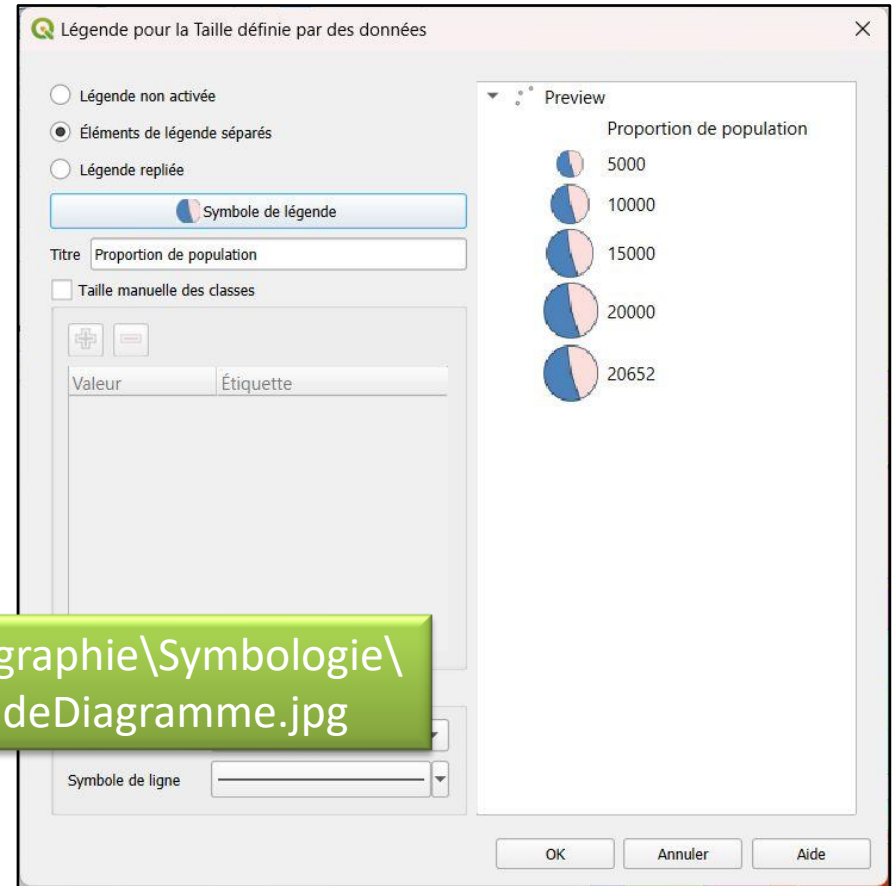 Légende pour la Taille définie par des données
Légende non activée
Éléments de légende séparés
Légende repliée
Symbole de légende
Titre Proportion de population
Taille manuelle des classes
Valeur Étiquette
graphie\Symbologie\
deDiagramme.jpg
Symbole de ligne
Preview
Proportion de population
5000
10000
15000
20000
20652
OK Annuler Aide